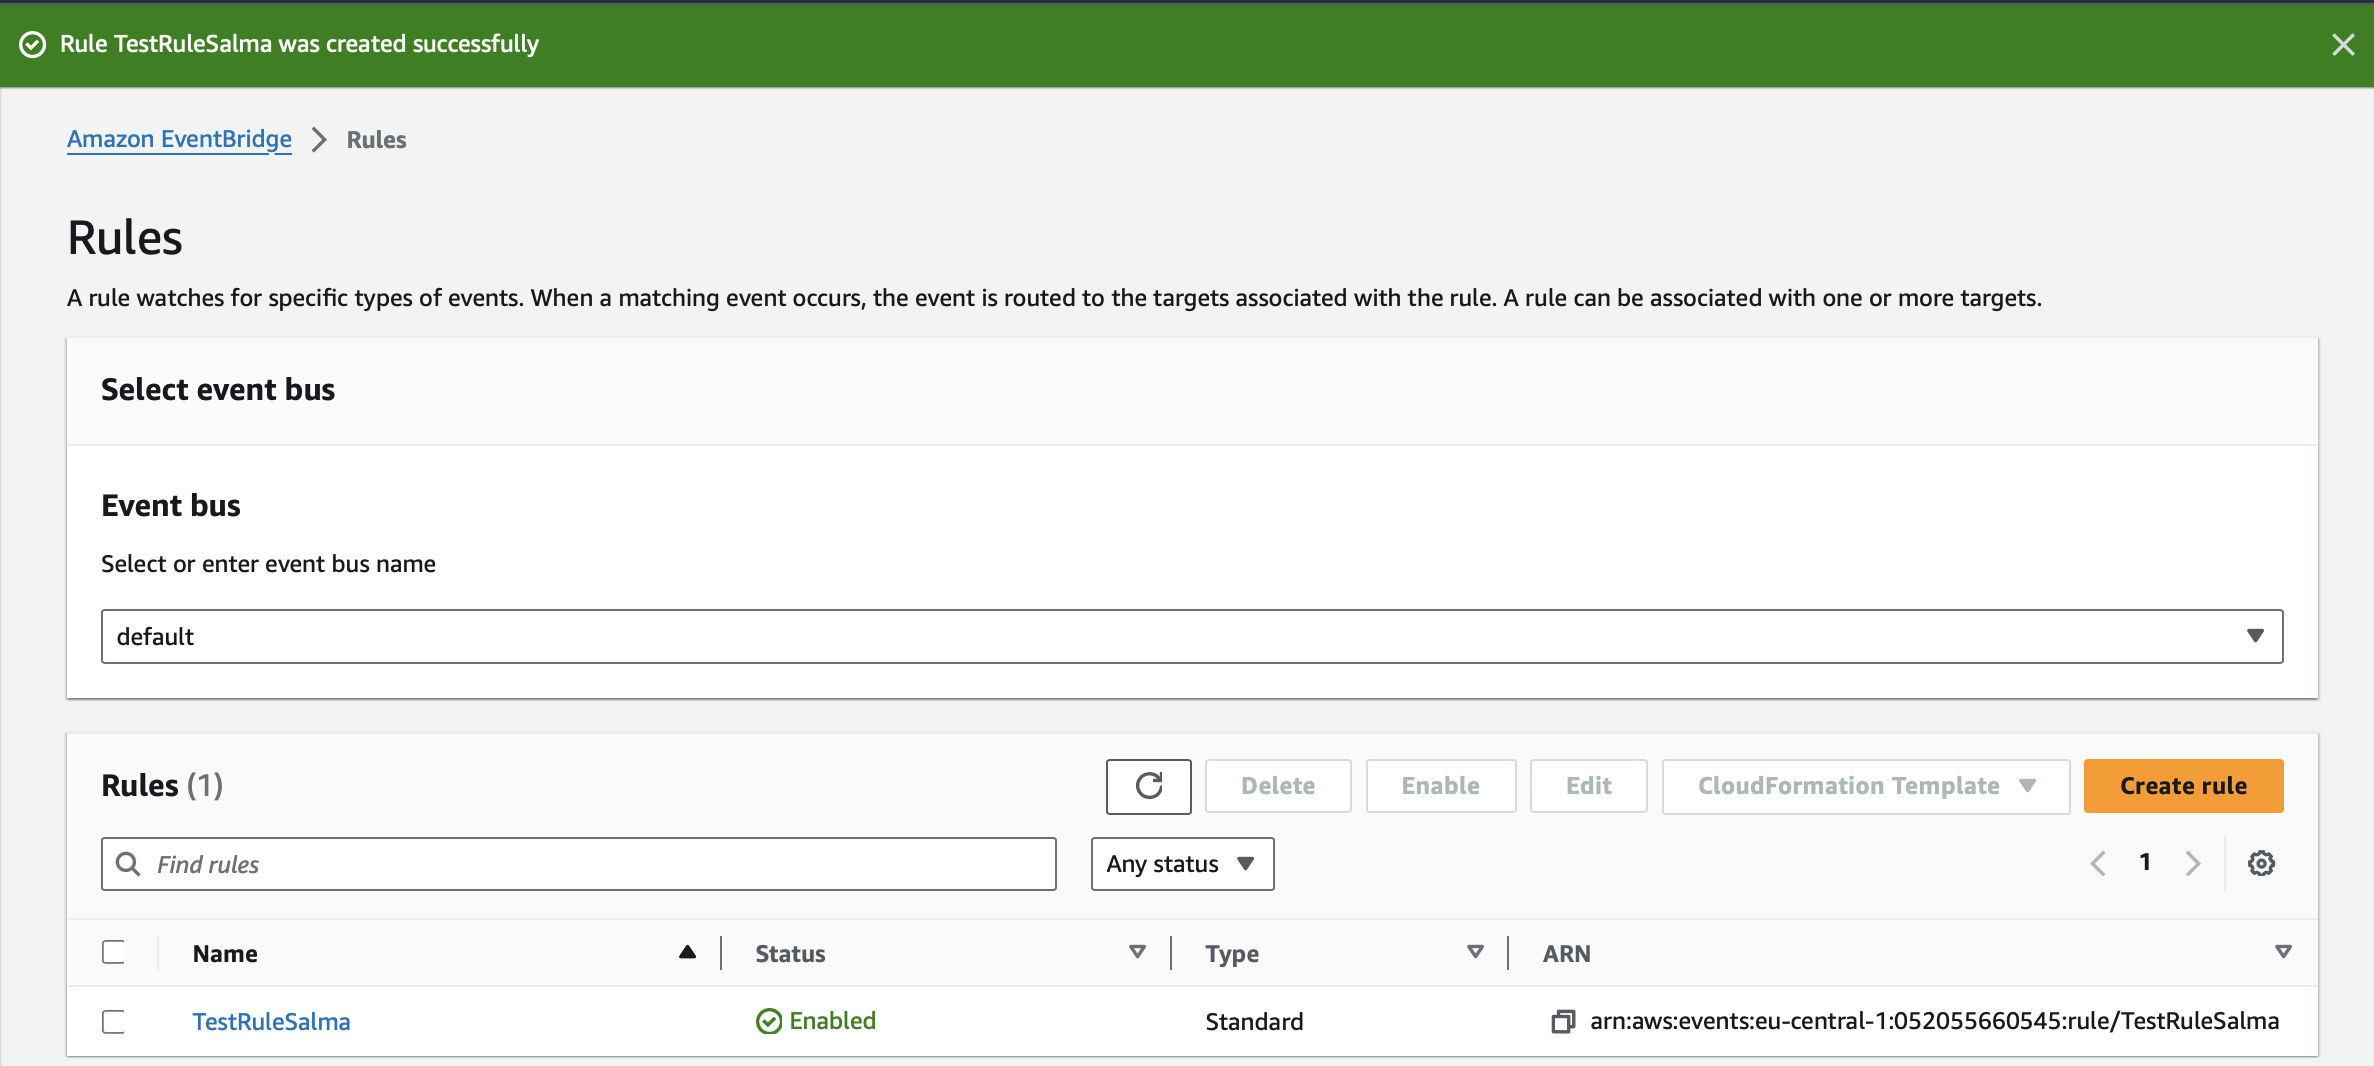 Rule TestRuleSalma was created successfully
Amazon EventBridge > Rules
Rules
A rule watches for specific types of events. When a matching event occurs, the event is routed to the targets associated with the rule. A rule can be associated with one or more targets.
Select event bus
Event bus
Select or enter event bus name
default
Rules (1)
Delete Enable Edit CloudFormation Template Create rule
Find rules Any status 1
Name Status Type ARN
TestRuleSalma Enabled Standard arn:aws:events:eu-central-1:052055660545:rule/TestRuleSalma